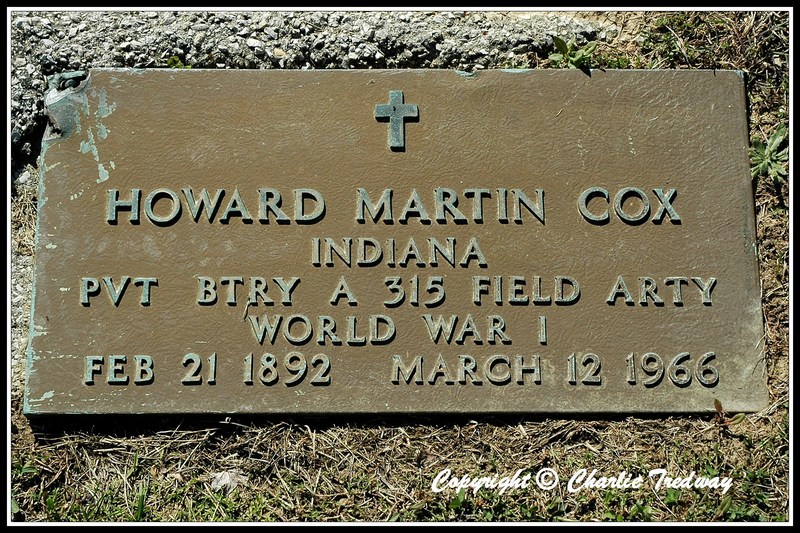 HOWARD MARTIN COX
INDIANA
PVT BTRY A 315 FIELD ARTY
WORLD WAR I
FEB 21 1892 MARCH 12 1966
Copyright © Charlie Tredway